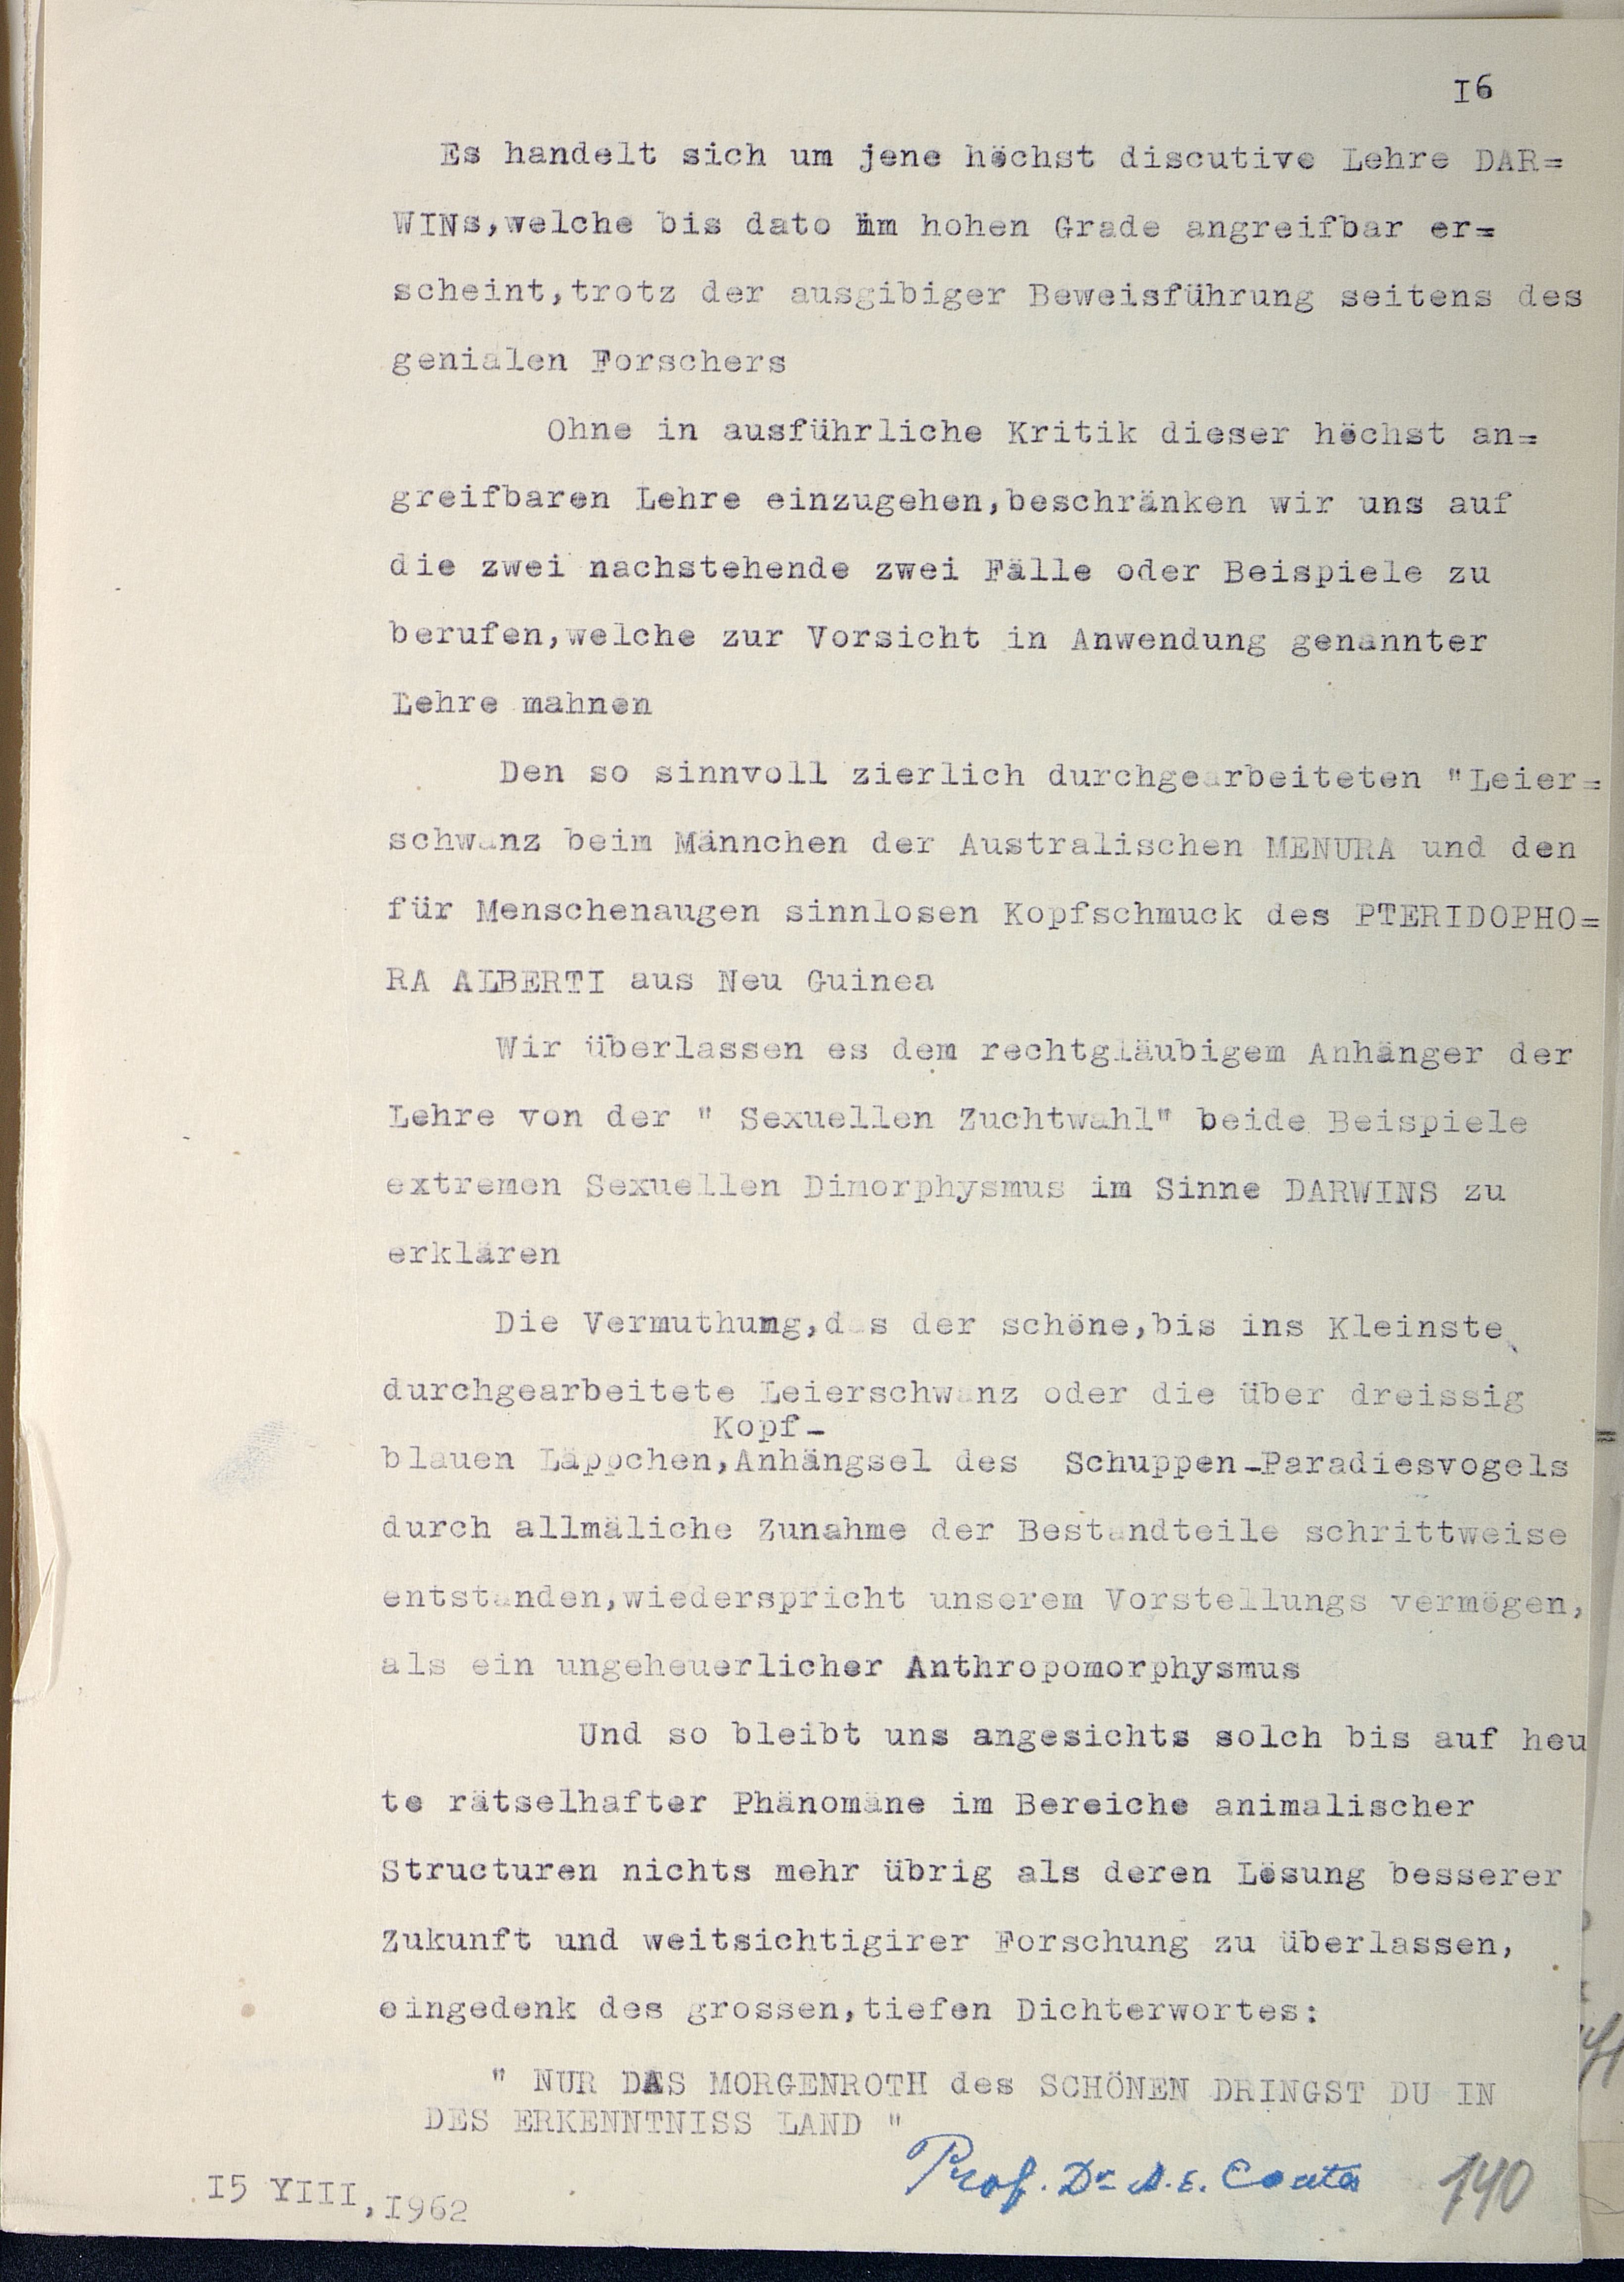 I6
Es handelt sich um jene höchst discutive Lehre DAR=
WINs,welche bis dato im hohen Grade angreifbar er=
scheint,trotz der ausgibiger Beweisführung seitens des
genialen Forschers
Ohne in ausführliche Kritik dieser höchst an=
greifbaren Lehre einzugehen,beschränken wir uns auf
die zwei nachstehende zwei Fälle oder Beispiele zu
berufen,welche zur Vorsicht in Anwendung genannter
Lehre mahnen
Den so sinnvoll zierlich durchgearbeiteten "Leier=
schwanz beim Männchen der Australischen MENURA und den
für Menschenaugen sinnlosen Kopfschmuck des PTERIDOPHO=
RA ALBERTI aus Neu Guinea
Wir überlassen es dem rechtgläubigem Anhänger der
Lehre von der " Sexuellen Zuchtwahl" beide Beispiele
extremen Sexuellen Dimorphysmus im Sinne DARWINS zu
erklären
Die Vermuthung,das der schöne,bis ins Kleinste
durchgearbeitete Leierschwanz oder die über dreissig
Kopf-
blauen Läppchen,Anhängsel des Schuppen-Paradiesvogels
durch allmäliche Zunahme der Bestandteile schrittweise
entstanden,wiederspricht unserem Vorstellungs vermögen,
als ein ungeheuerlicher Anthropomorphysmus
Und so bleibt uns angesichts solch bis auf heu
te rätselhafter Phänomäne im Bereiche animalischer
Structuren nichts mehr übrig als deren Lösung besserer
Zukunft und weitsichtigirer Forschung zu überlassen,
eingedenk des grossen,tiefen Dichterwortes:
" NUR DAS MORGENROTH des SCHÖNEN DRINGST DU IN
DES ERKENNTNISS LAND "
Prof. Dr A. E. Conta
140
I5 YIII,I962